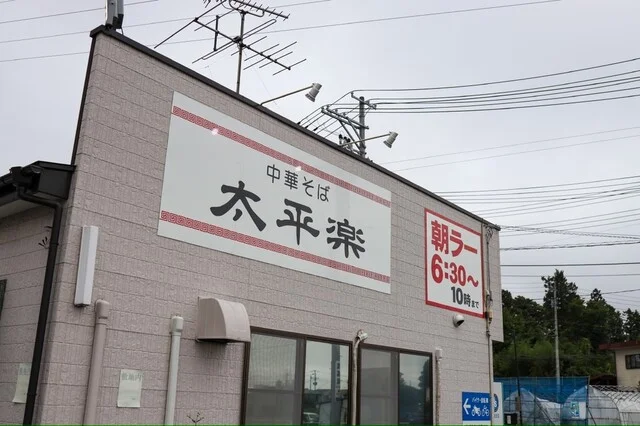 中華そば
太平楽
朝ラー
6:30〜
10時まで